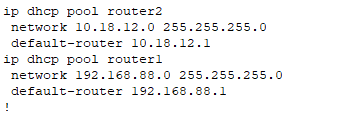 ip dhcp pool router2
 network 10.18.12.0 255.255.255.0
 default-router 10.18.12.1
ip dhcp pool router1
 network 192.168.88.0 255.255.255.0
 default-router 192.168.88.1
!